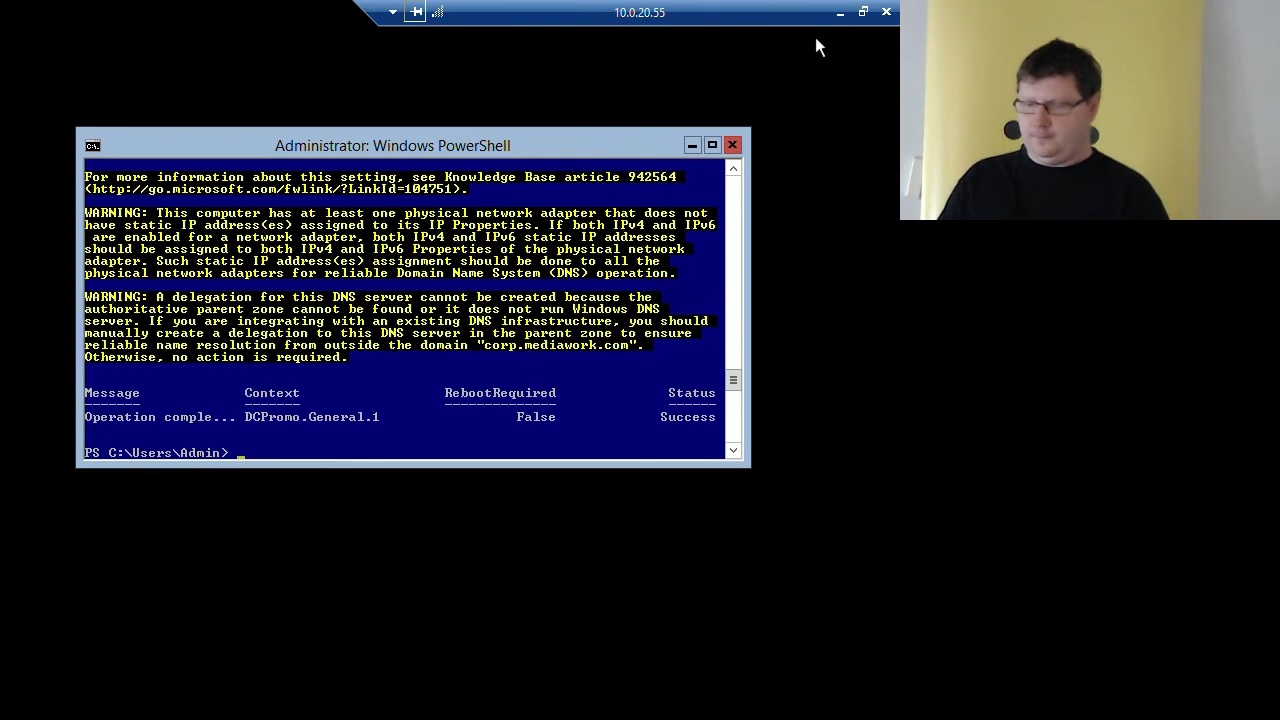 10.0.20.55
Administrator: Windows PowerShell
For more information about this setting, see Knowledge Base article 942564
(http://go.microsoft.com/fwlink/?LinkId=104751).
WARNING: This computer has at least one physical network adapter that does not
have static IP address(es) assigned to its IP Properties. If both IPv4 and IPv6
are enabled for a network adapter, both IPv4 and IPv6 static IP addresses
should be assigned to both IPv4 and IPv6 Properties of the physical network
adapter. Such static IP address(es) assignment should be done to all the
physical network adapters for reliable Domain Name System (DNS) operation.
WARNING: A delegation for this DNS server cannot be created because the
authoritative parent zone cannot be found or it does not run Windows DNS
server. If you are integrating with an existing DNS infrastructure, you should
manually create a delegation to this DNS server in the parent zone to ensure
reliable name resolution from outside the domain "corp.mediawork.com".
Otherwise, no action is required.
Message Context RebootRequired Status
------- ------- -------------- ------
Operation comple... DCPromo.General.1 False Success
PS C:\Users\Admin> _